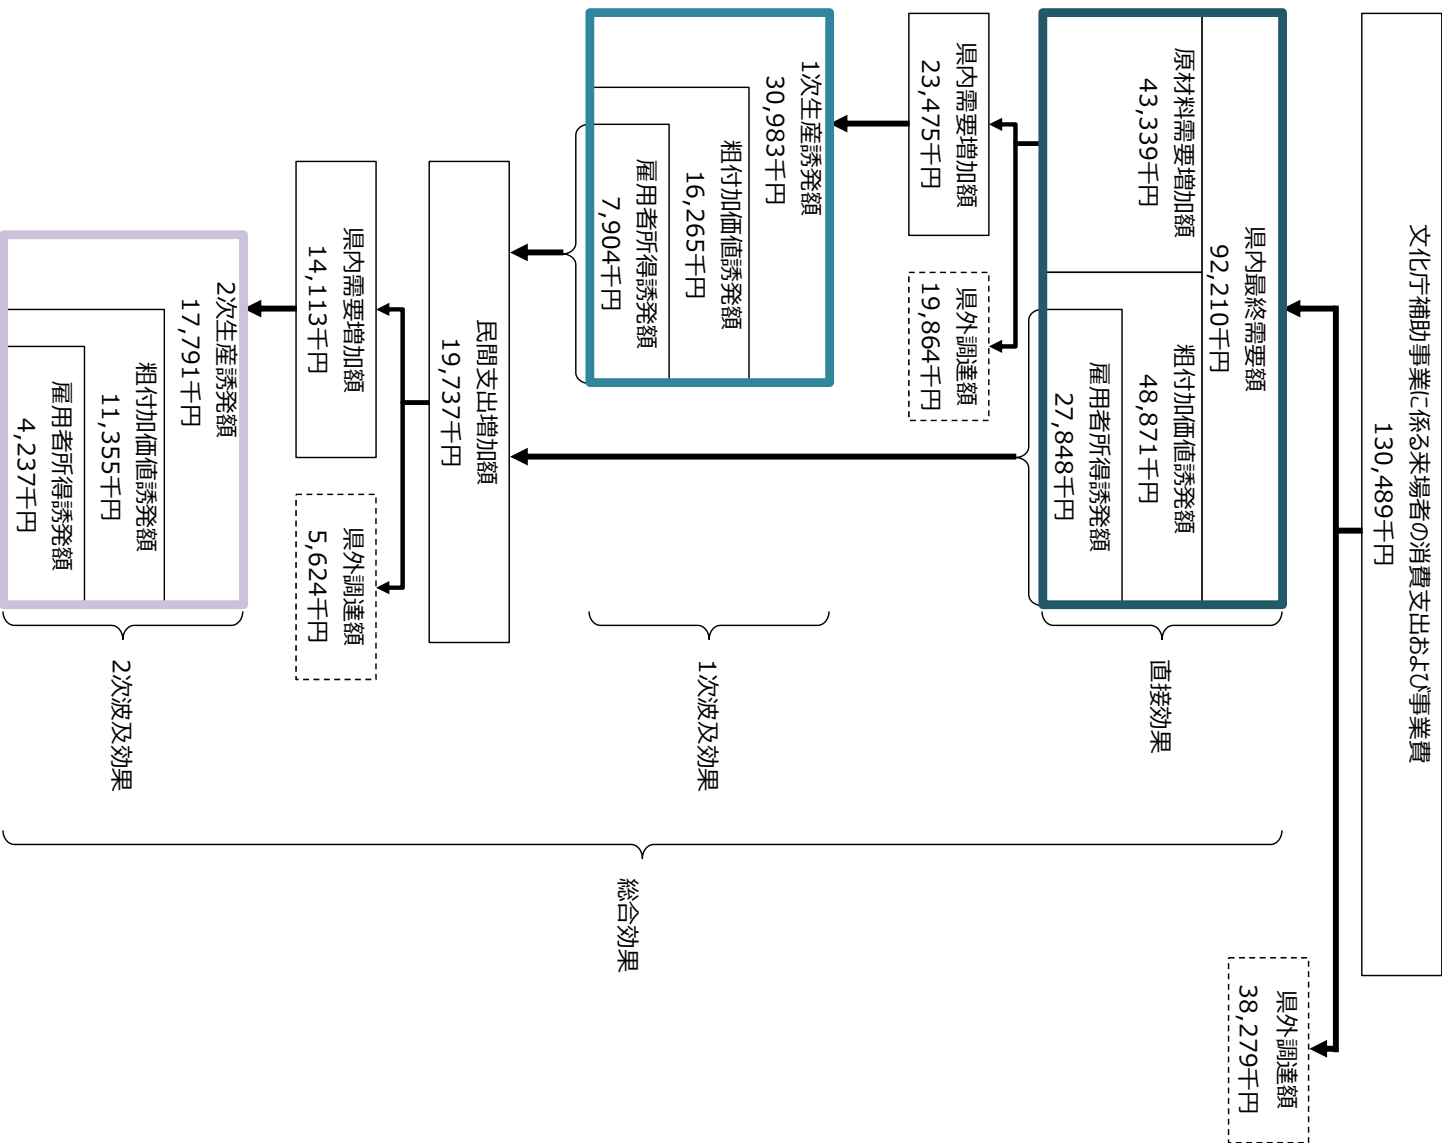 文化庁補助事業に係る来場者の消費支出および事業費
130,489千円
県外調達額
38,279千円
県内最終需要額
92,210千円
原材料需要増加額
43,339千円
粗付加価値誘発額
48,871千円
雇用者所得誘発額
27,848千円
直接効果
県内需要増加額
23,475千円
県外調達額
19,864千円
1次生産誘発額
30,983千円
粗付加価値誘発額
16,265千円
雇用者所得誘発額
7,904千円
1次波及効果
民間支出増加額
19,737千円
県内需要増加額
14,113千円
県外調達額
5,624千円
2次生産誘発額
17,791千円
粗付加価値誘発額
11,355千円
雇用者所得誘発額
4,237千円
2次波及効果
総合効果